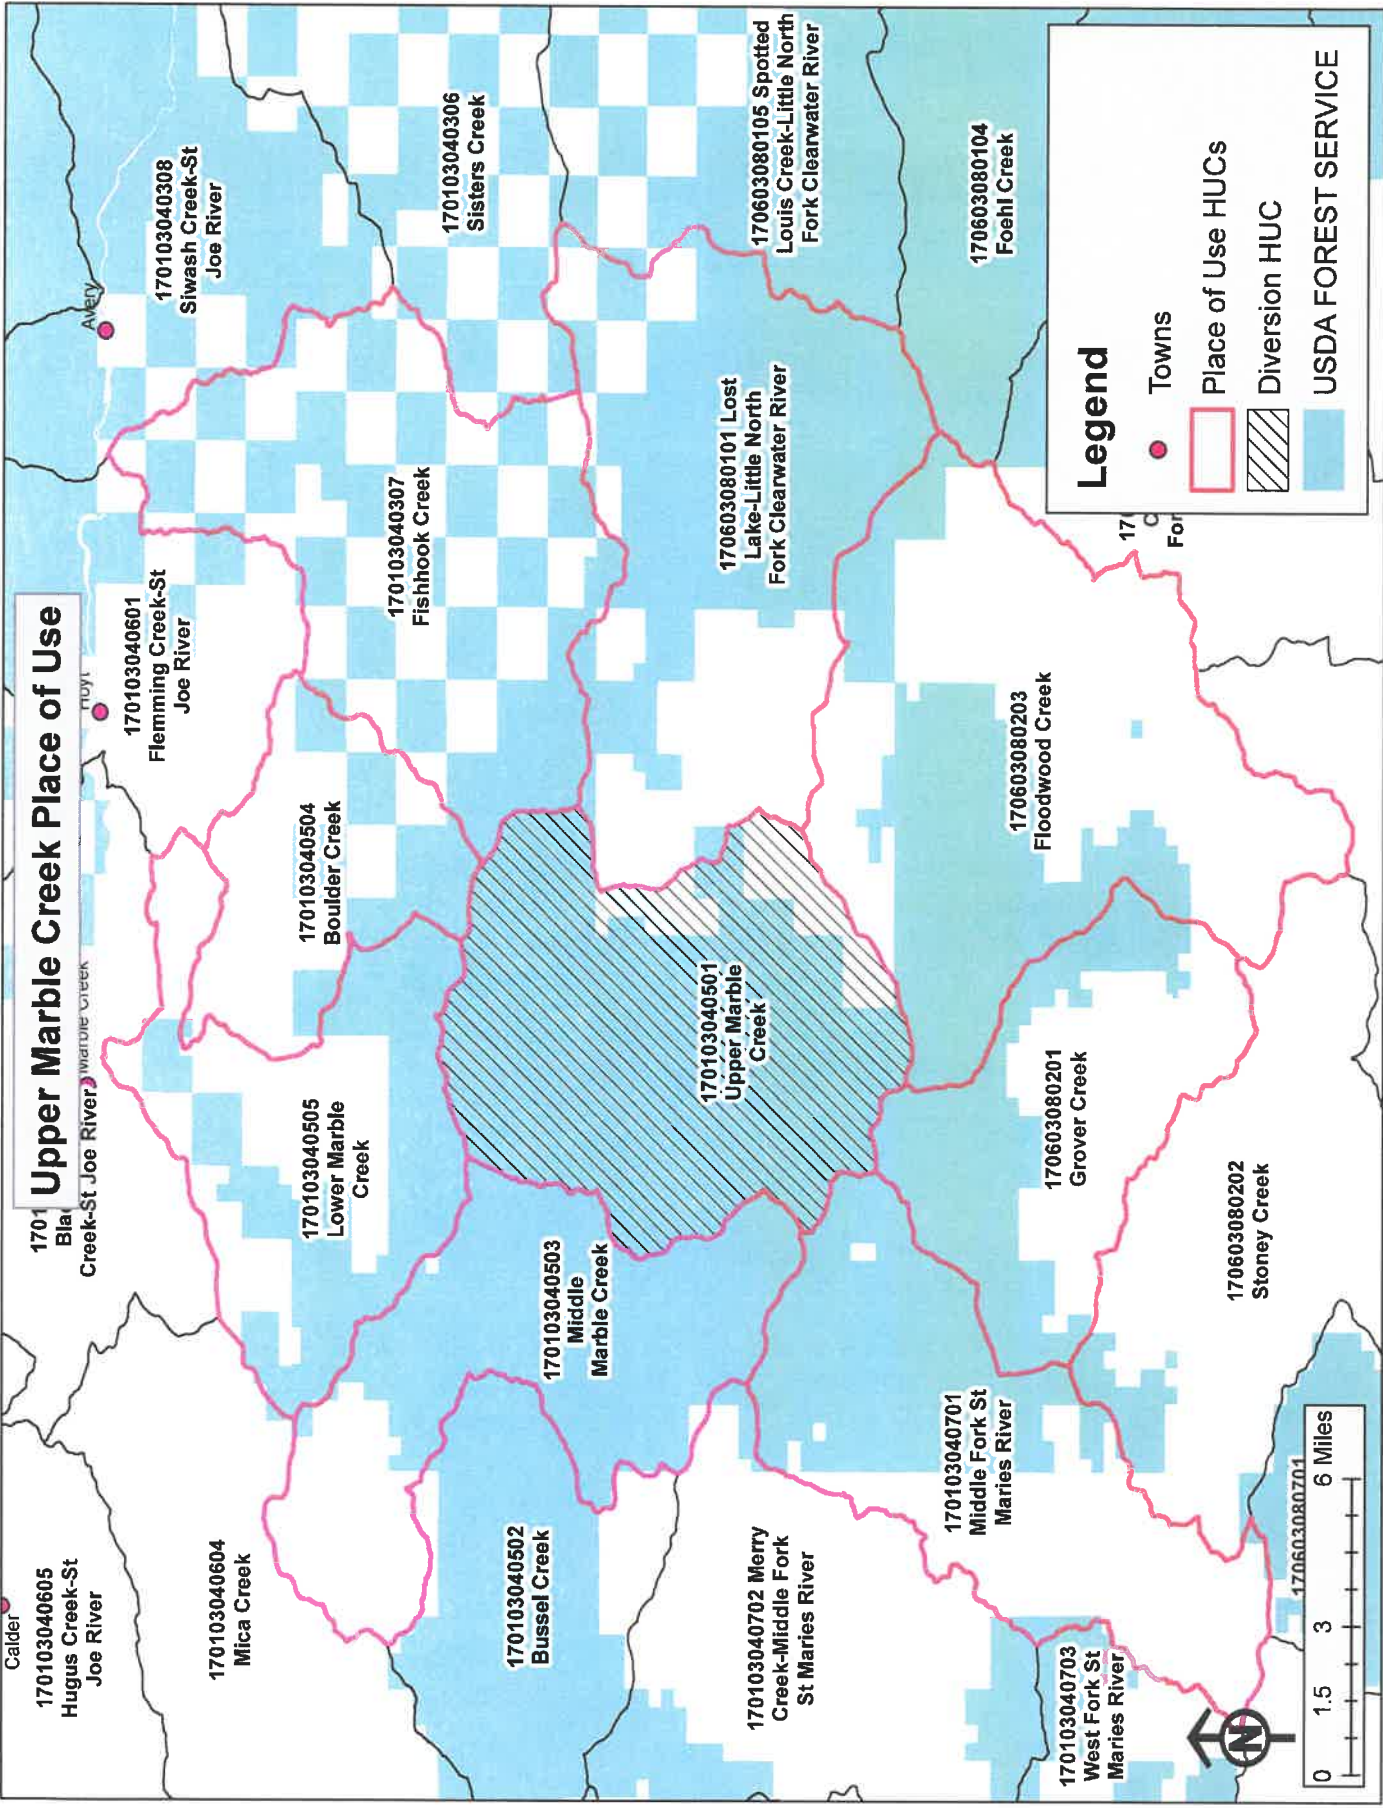 Upper Marble Creek Place of Use
Calder
170103040605
Hugus Creek-St
Joe River
1701
Creek-St Joe River
Marble Creek
Avery
170103040308
Siwash Creek-St
Joe River
170103040601
Flemming Creek-St
Joe River
170103040604
Mica Creek
170103040505
Lower Marble
Creek
170103040504
Boulder Creek
170103040307
Fishhook Creek
170103040306
Sisters Creek
170103040502
Bussel Creek
170103040503
Middle
Marble Creek
170103040501
Upper Marble
Creek
170603080101 Lost
Lake-Little North
Fork Clearwater River
170603080105 Spotted
Louis Creek-Little North
Fork Clearwater River
170103040702 Merry
Creek-Middle Fork
St Maries River
170103040701
Middle Fork St
Maries River
170603080203
Floodwood Creek
170603080104
Foehl Creek
170103040703
West Fork St
Maries River
170603080201
Grover Creek
170603080202
Stoney Creek
170603080701
N
0 1.5 3 6 Miles
Legend
Towns
Place of Use HUCs
Diversion HUC
USDA FOREST SERVICE